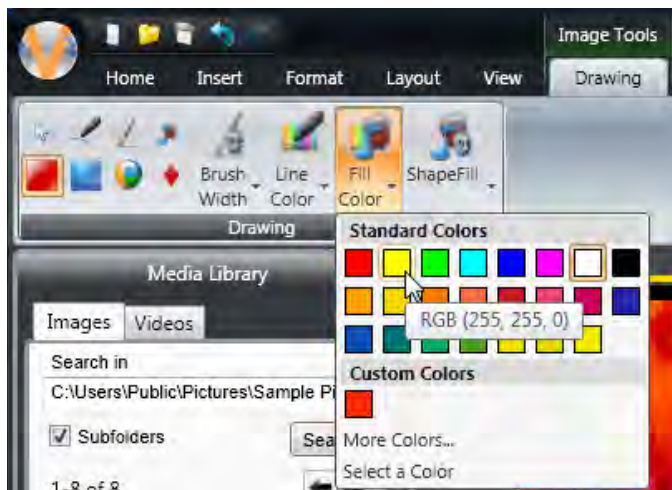 Image Tools
Home Insert Format Layout View Drawing
Brush Width
Line Color
Fill Color
ShapeFill
Drawing
Standard Colors
RGB (255, 255, 0)
Custom Colors
More Colors...
Select a Color
Media Library
Images Videos
Search in
C:\Users\Public\Pictures\Sample Pi
Subfolders
Sea
1-8 of 8